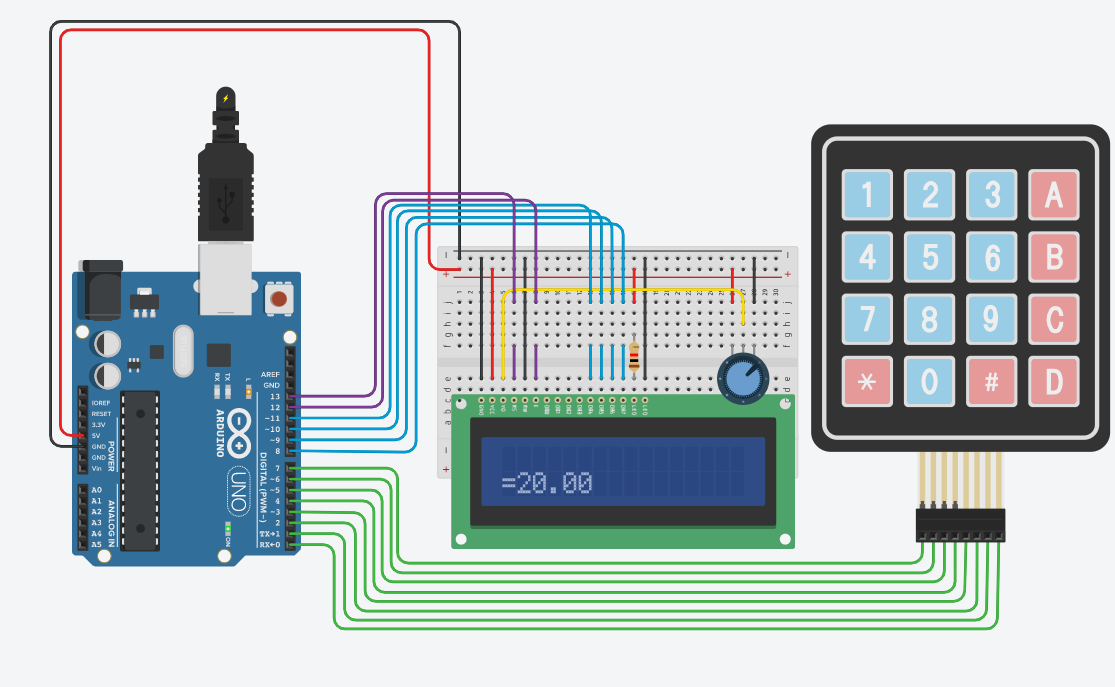 AREF
GND
13
12
~11
~10
~9
8
7
~6
~5
4
~3
2
TX→1
RX←0
IOREF
RESET
3.3V
5V
GND
GND
Vin
POWER
A0
A1
A2
A3
A4
A5
ANALOG IN
RX
TX
L
ARDUINO
UNO
DIGITAL (PWM~)
ON
=20.00
1 2 3 A
4 5 6 B
7 8 9 C
* 0 # D